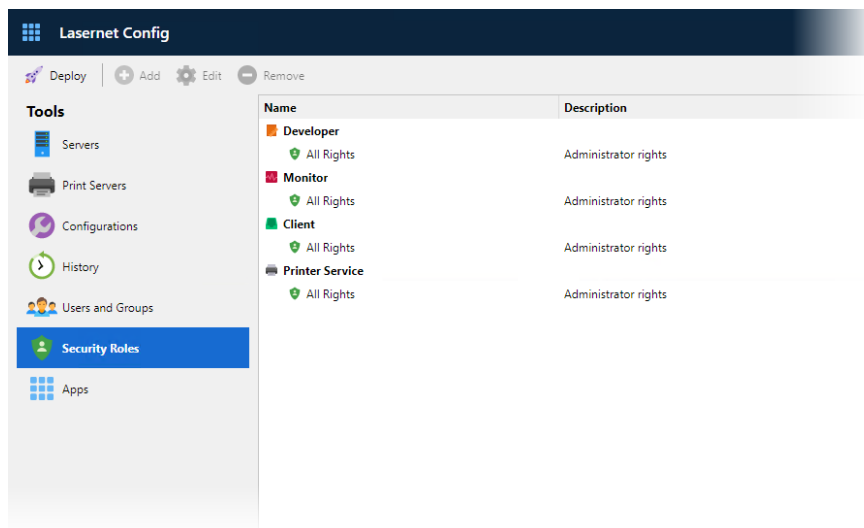 Lasernet Config
Deploy Add Edit Remove
Tools
Servers
Print Servers
Configurations
History
Users and Groups
Security Roles
Apps
Name Description
Developer
All Rights Administrator rights
Monitor
All Rights Administrator rights
Client
All Rights Administrator rights
Printer Service
All Rights Administrator rights